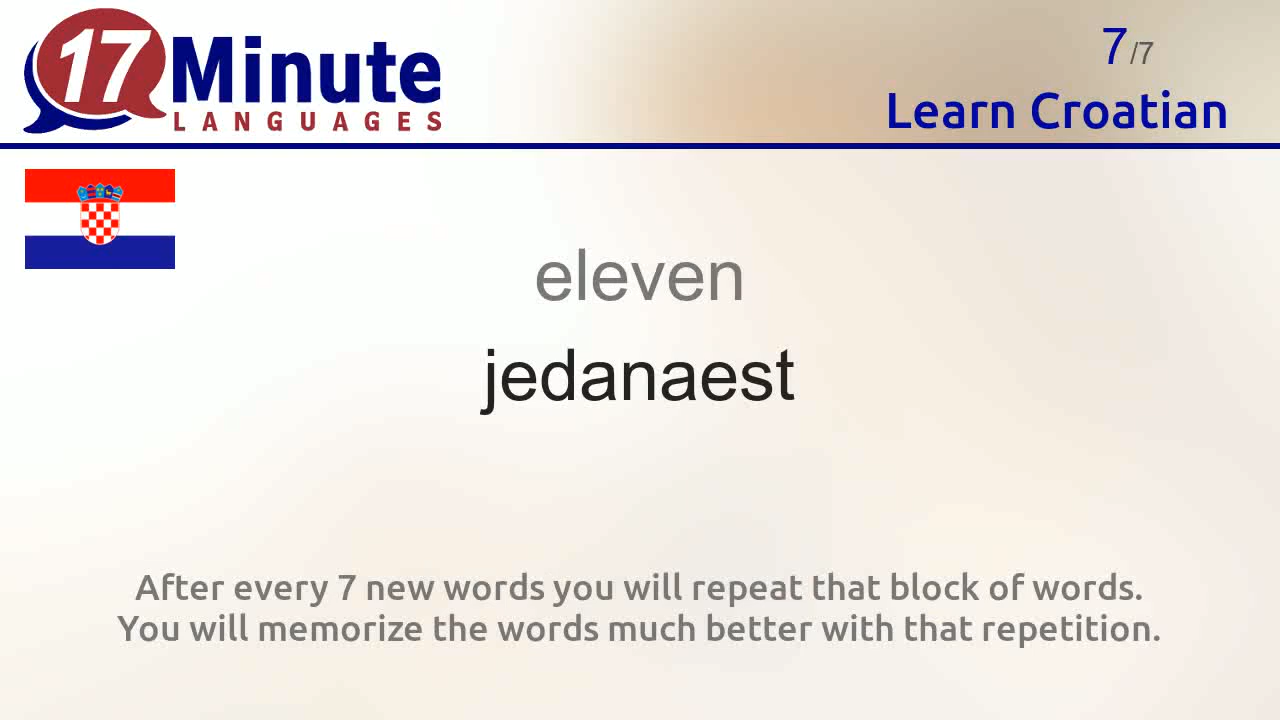 17 Minute
LANGUAGES
7/7
Learn Croatian
eleven
jedanaest
After every 7 new words you will repeat that block of words.
You will memorize the words much better with that repetition.